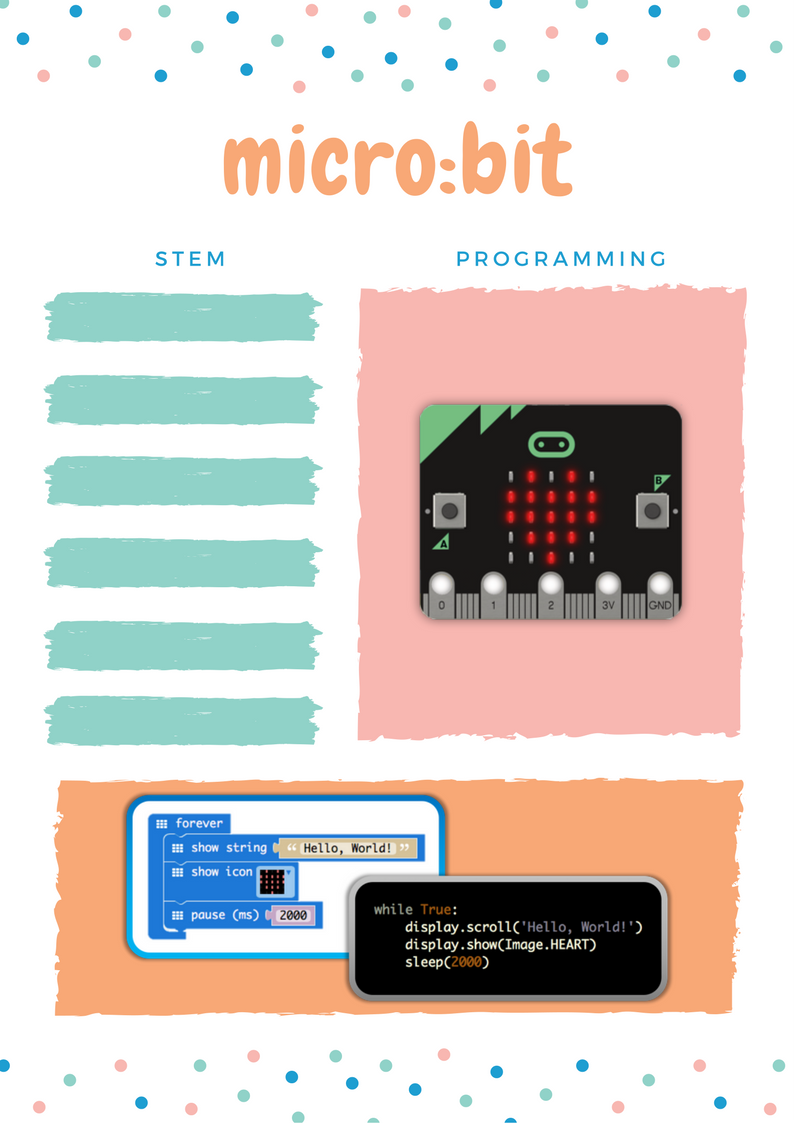 micro:bit
STEM
PROGRAMMING
B
A
0 1 2 3V GND
forever
show string “ Hello, World! ”
show icon
pause (ms) 2000
while True:
display.scroll('Hello, World!')
display.show(Image.HEART)
sleep(2000)